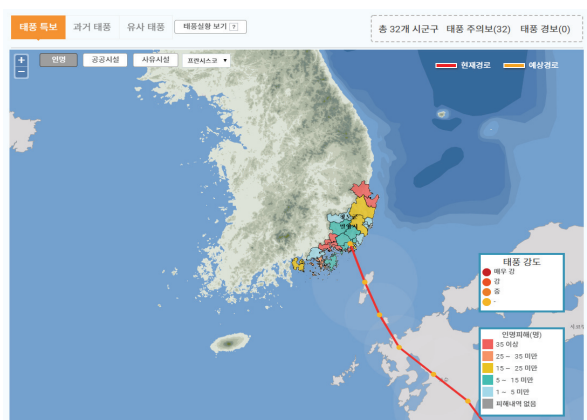 태풍 특보 과거 태풍 유사 태풍 태풍실황 보기 ?
총 32개 시군구 태풍 주의보(32) 태풍 경보(0)
+
−
인명 공공시설 사유시설 프란시스코 ▼
현재경로 예상경로
태풍 강도
매우 강
강
중
-
인명피해(명)
35 이상
25 ~ 35 미만
15 ~ 25 미만
5 ~ 15 미만
1 ~ 5 미만
피해내역 없음